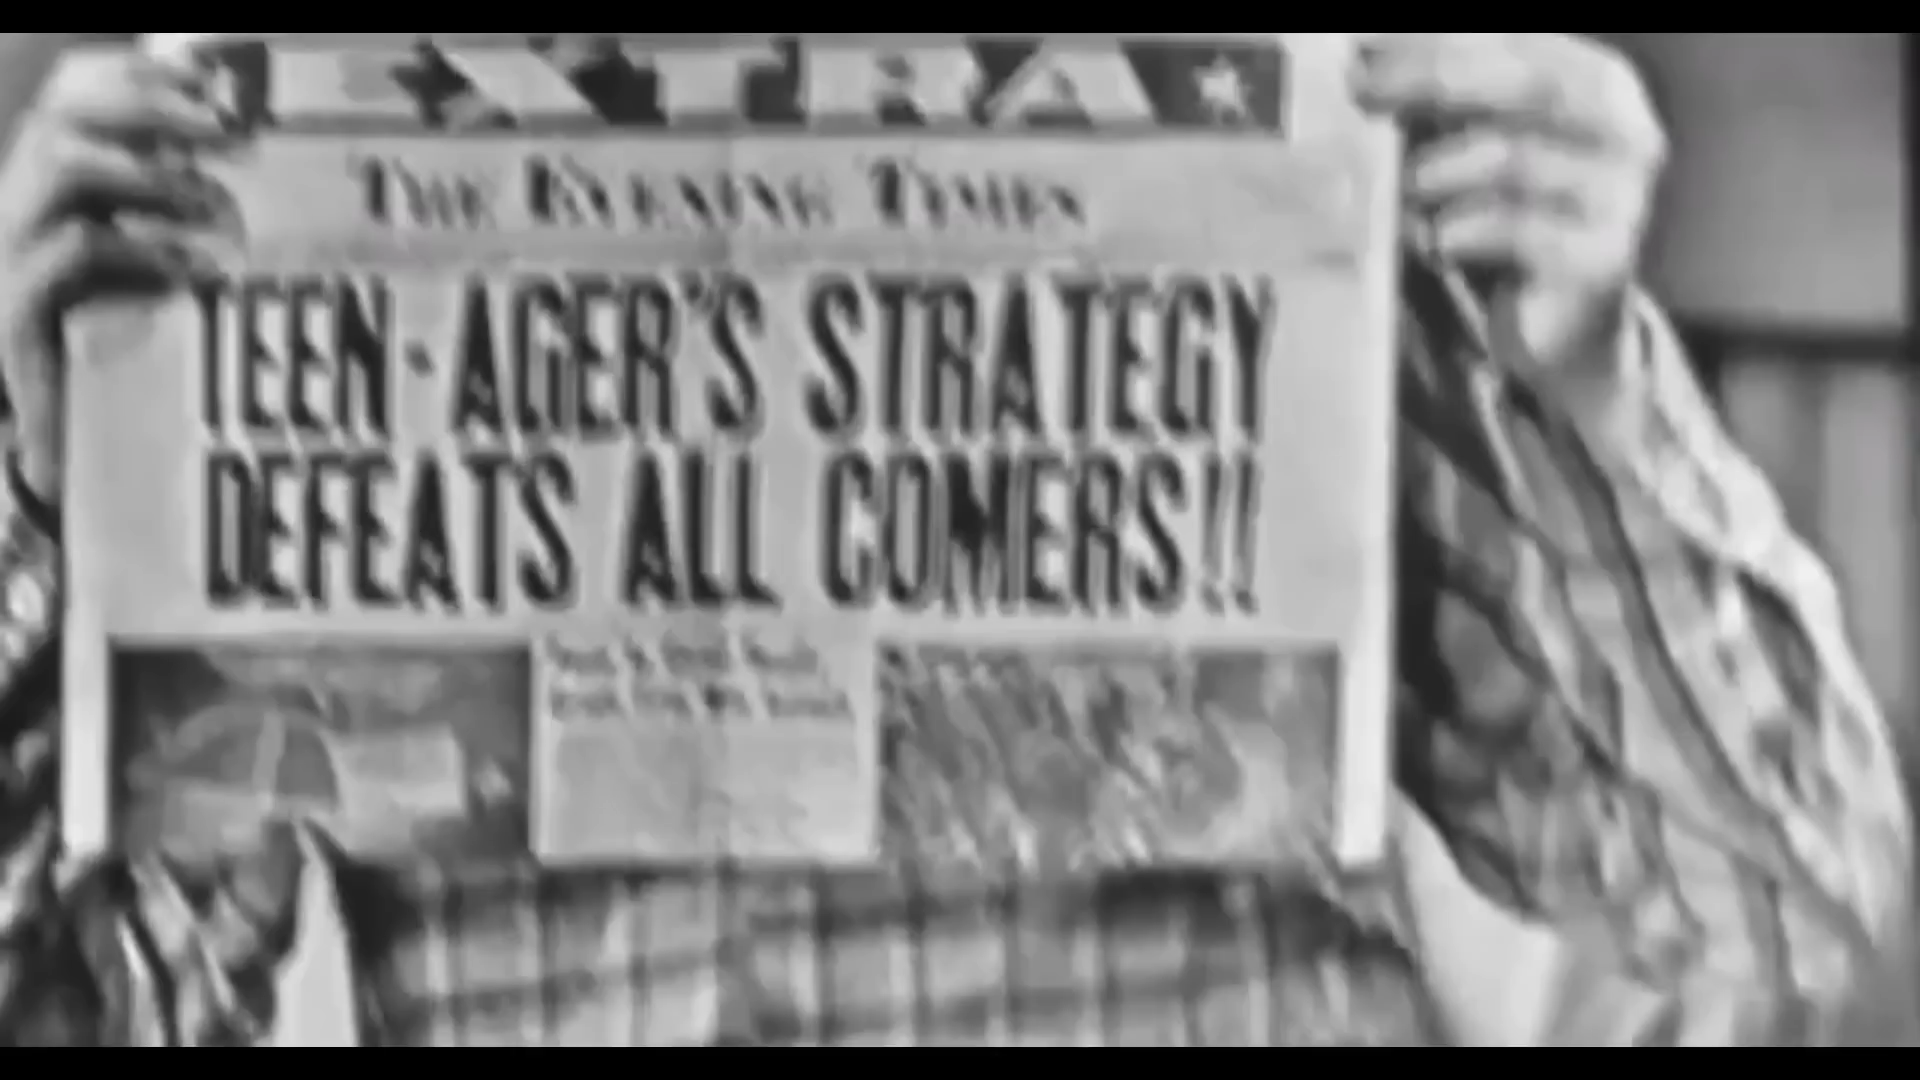 EXTRA
The Evening Times
TEEN-AGER'S STRATEGY
DEFEATS ALL COMERS!!